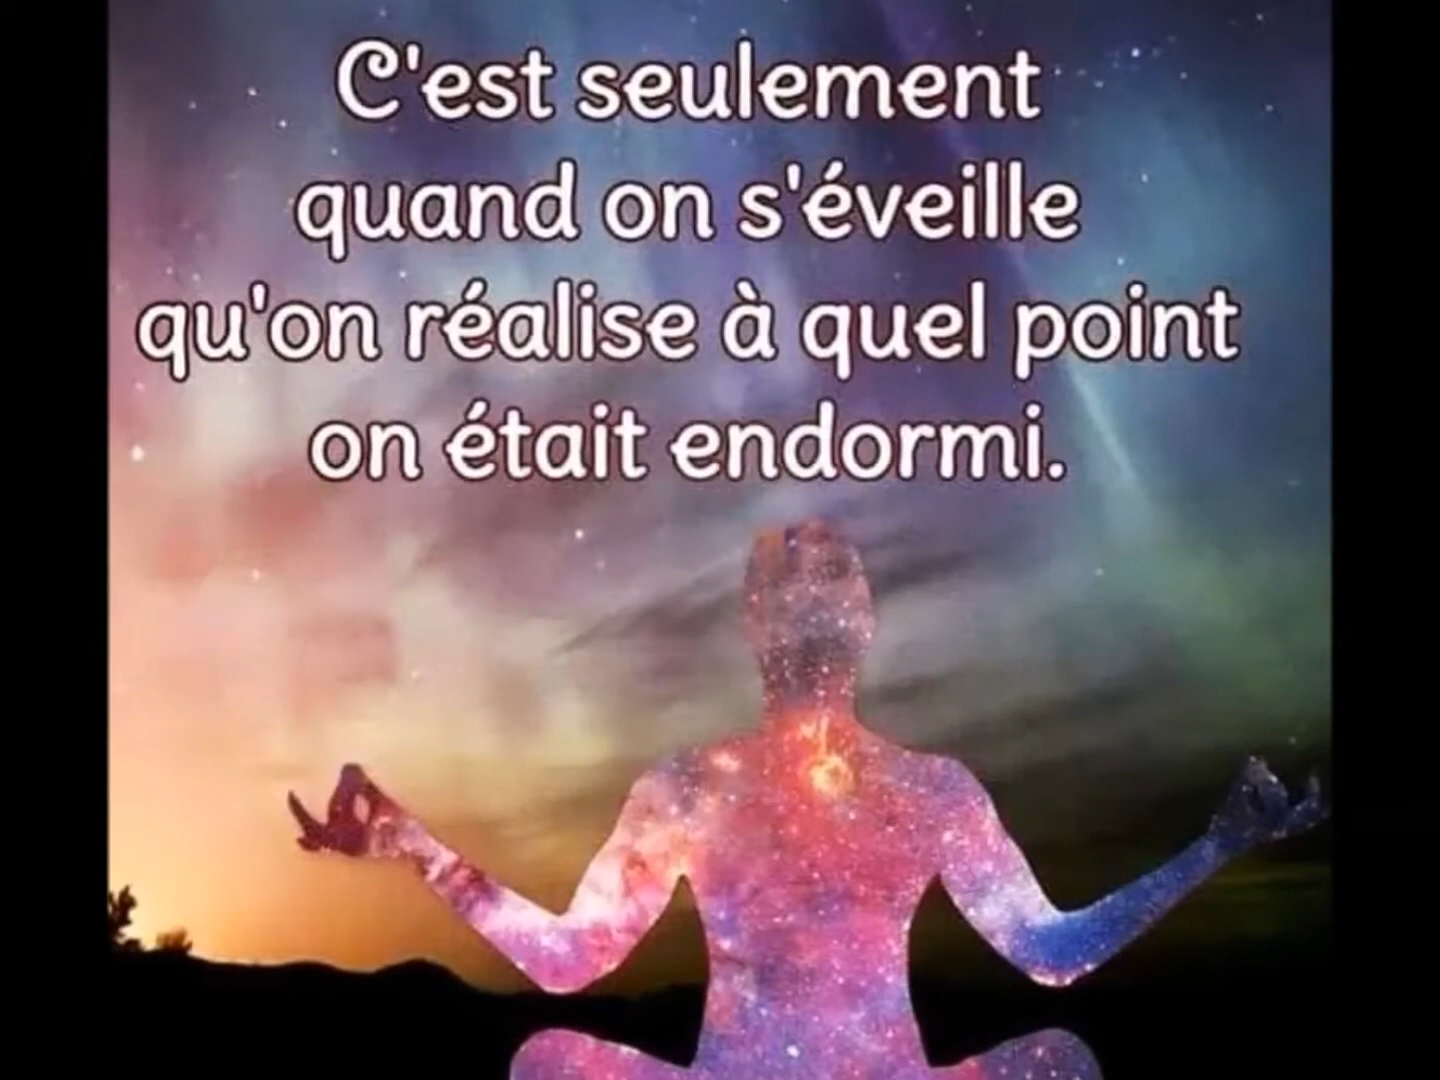 C'est seulement
quand on s'éveille
qu'on réalise à quel point
on était endormi.